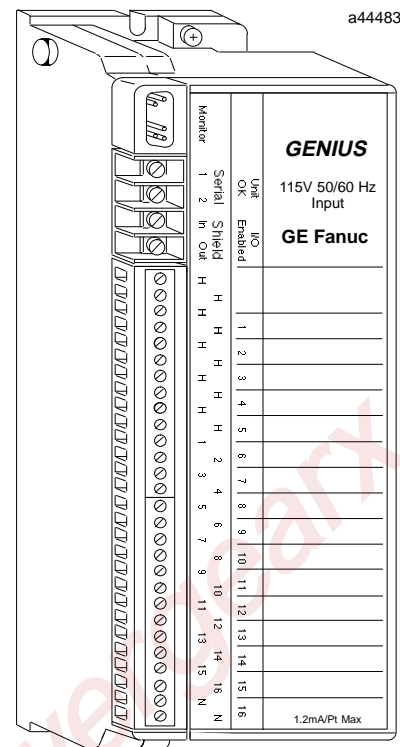 a44483
Monitor
Serial
1 2
Shield
In Out
H H H H H 1 3 5 7 9 11 13 15 N
H H H H H 2 4 6 8 10 12 14 16 N
Unit
OK
I/O
Enabled
1
2
3
4
5
6
7
8
9
10
11
12
13
14
15
16
GENIUS
115V 50/60 Hz
Input
GE Fanuc
1.2mA/Pt Max
vergearx